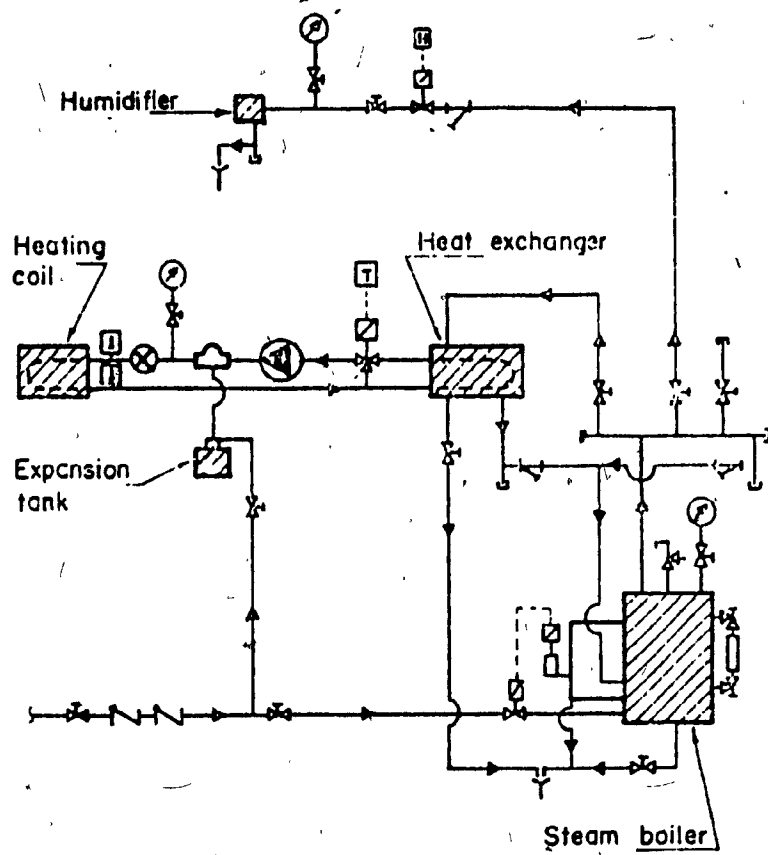 H
Humidifier
Heating
coil
Heat exchanger
T
Expansion
tank
Steam boiler